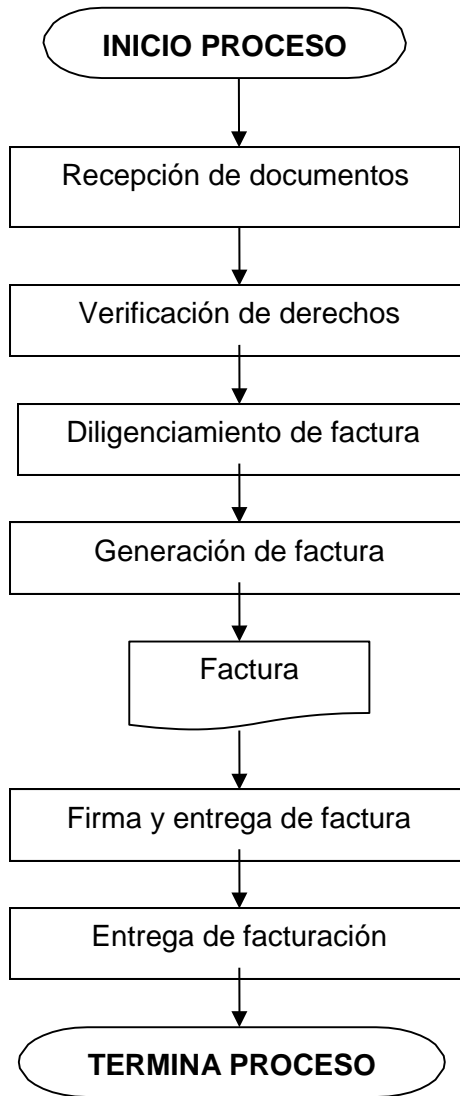 INICIO PROCESO
Recepción de documentos
Verificación de derechos
Diligenciamiento de factura
Generación de factura
Factura
Firma y entrega de factura
Entrega de facturación
TERMINA PROCESO